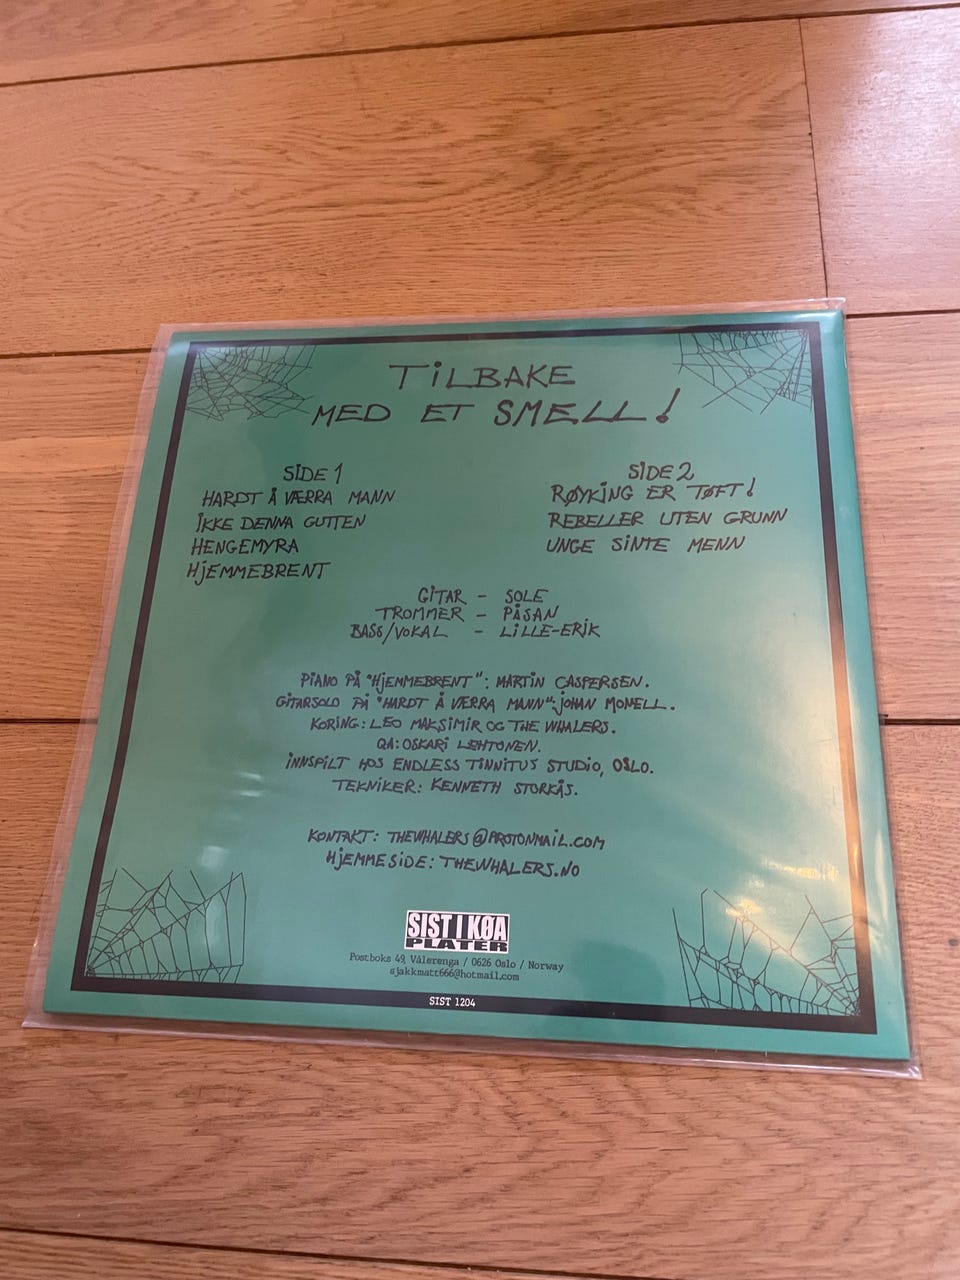 TILBAKE
MED ET SMELL!
SIDE 1
HARDT Å VÆRRA MANN
IKKE DENNA GUTTEN
HENGEMYRA
HJEMMEBRENT
SIDE 2
RØYKING ER TØFT!
REBELLER UTEN GRUNN
UNGE SINTE MENN
GITAR - SOLE
TROMMER - PÅSAN
BASS/VOKAL - LILLE-ERIK
PIANO PÅ "HJEMMEBRENT": MARTIN CASPERSEN.
GITARSOLO PÅ "HARDT Å VÆRRA MANN": JOHAN MONELL.
KORING: LEO MAKSIMIR OG THE WHALERS.
QA: OSKARI LEHTONEN.
INNSPILT HOS ENDLESS TINNITUS STUDIO, OSLO.
TEKNIKER: KENNETH STORKÅS.
KONTAKT: THEWHALERS@PROTONMAIL.COM
HJEMMESIDE: THEWHALERS.NO
SIST I KØA
PLATER
Postboks 49, Vålerenga / 0626 Oslo / Norway
sjakkmatt666@hotmail.com
SIST 1204